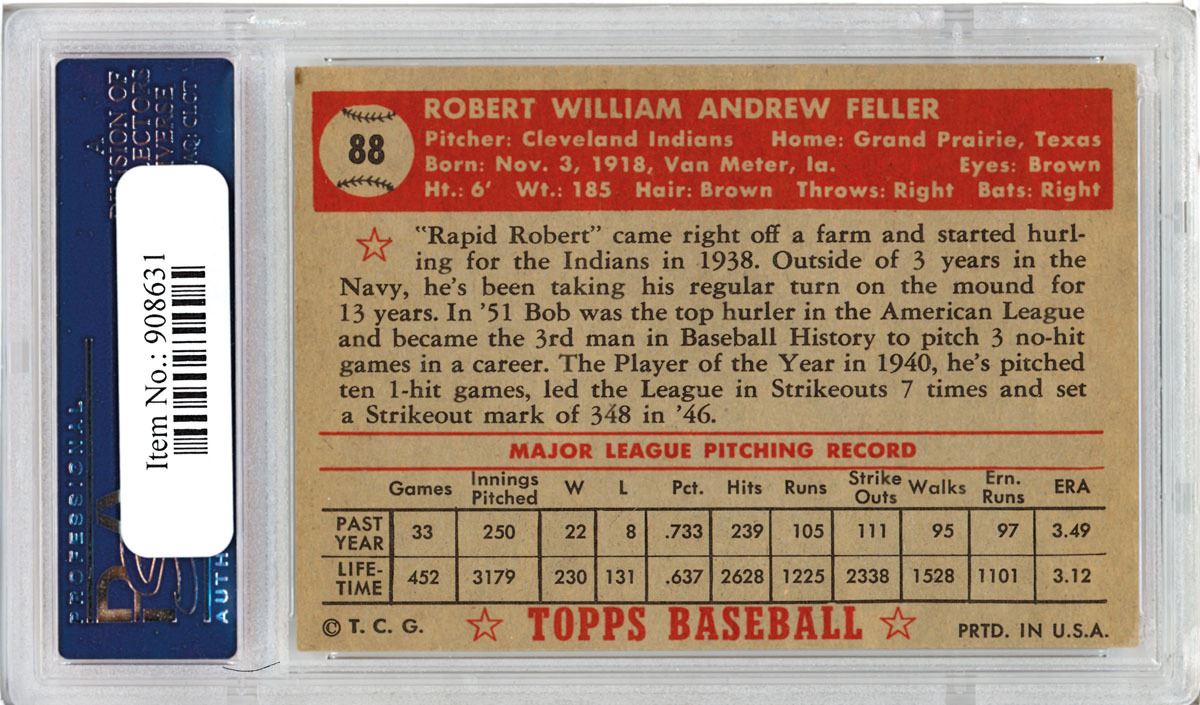 A
DIVISION OF
COLLECTORS
UNIVERSE
NASDAQ: CLCT
PROFESSIONAL
PSA
AUTH
Item No.: 908631
88
ROBERT WILLIAM ANDREW FELLER
Pitcher: Cleveland Indians Home: Grand Prairie, Texas
Born: Nov. 3, 1918, Van Meter, Ia. Eyes: Brown
Ht.: 6' Wt.: 185 Hair: Brown Throws: Right Bats: Right
"Rapid Robert" came right off a farm and started hurl-
ing for the Indians in 1938. Outside of 3 years in the
Navy, he's been taking his regular turn on the mound for
13 years. In '51 Bob was the top hurler in the American League
and became the 3rd man in Baseball History to pitch 3 no-hit
games in a career. The Player of the Year in 1940, he's pitched
ten 1-hit games, led the League in Strikeouts 7 times and set
a Strikeout mark of 348 in '46.
MAJOR LEAGUE PITCHING RECORD
Games Innings Pitched W L Pct. Hits Runs Strike Outs Walks Ern. Runs ERA
PAST YEAR 33 250 22 8 .733 239 105 111 95 97 3.49
LIFE-TIME 452 3179 230 131 .637 2628 1225 2338 1528 1101 3.12
© T. C. G. TOPPS BASEBALL PRTD. IN U.S.A.